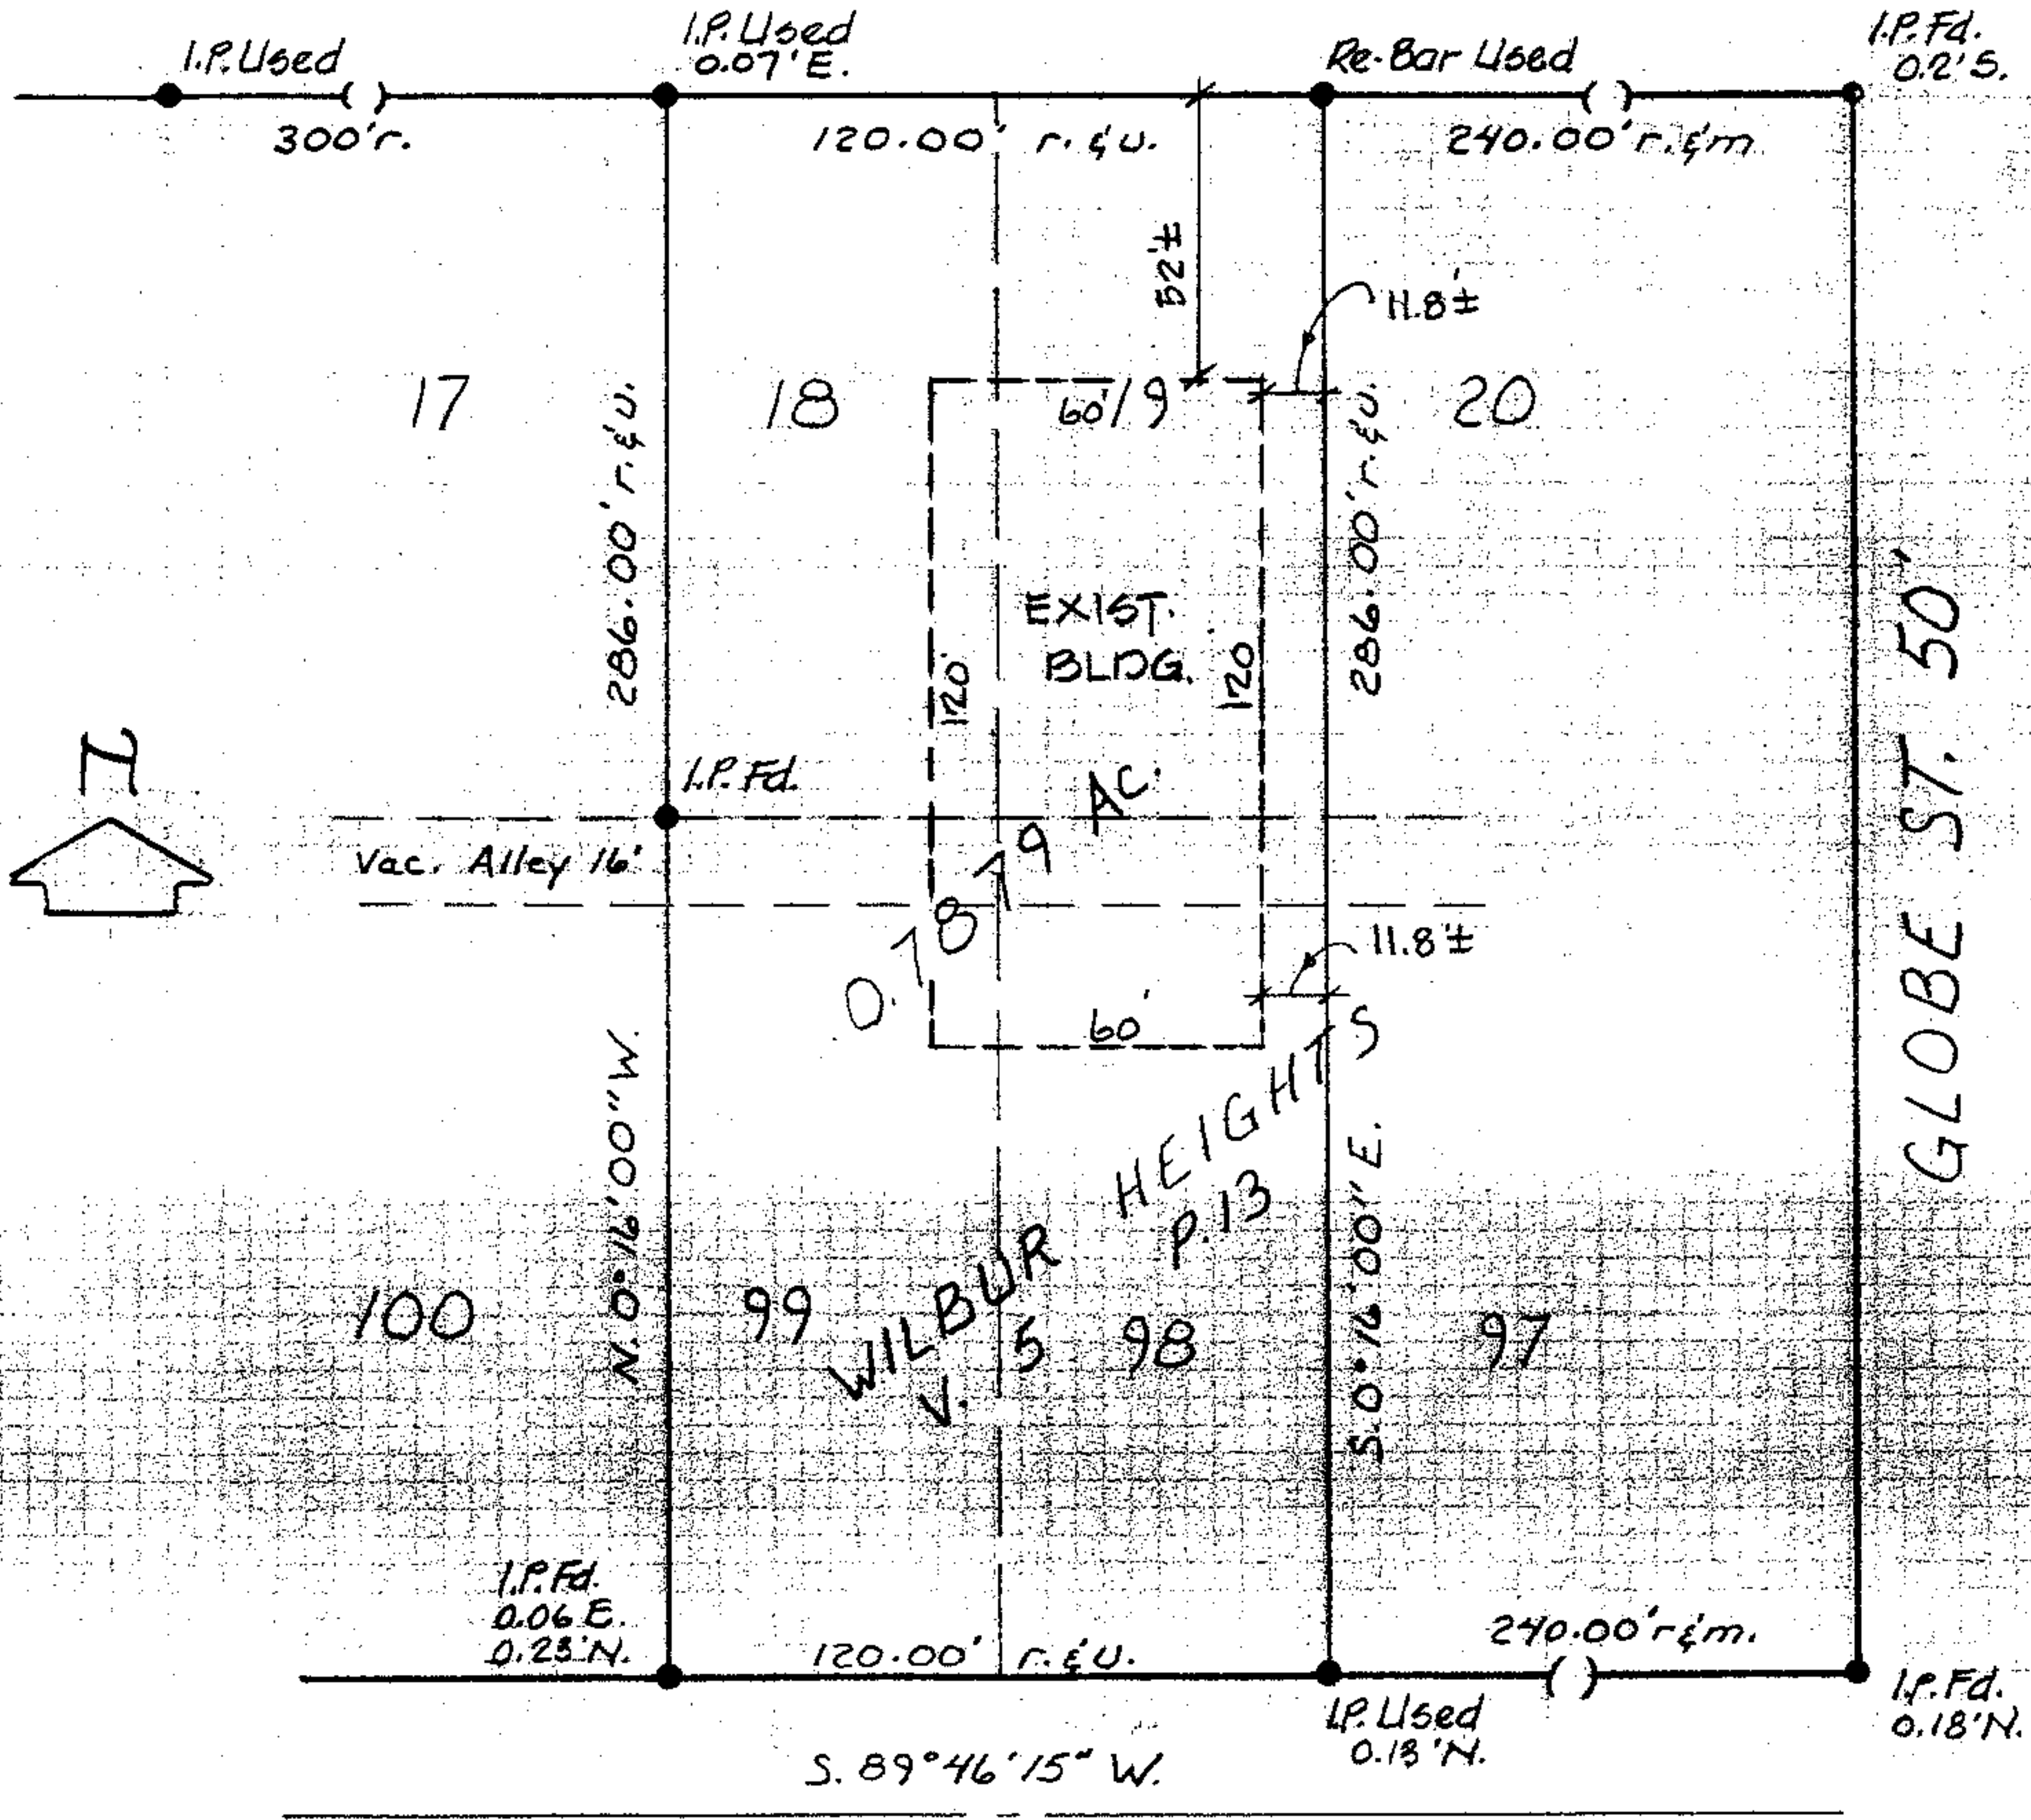 I.P. Used
I.P. Used
0.07' E.
Re-Bar Used
I.P. Fd.
0.2' S.
300' r.
120.00' r. & u.
240.00' r. & m
52'±
11.8'±
17
18
60'
19
20
286.00' r. & u.
286.00' r. & u.
EXIST.
BLDG.
120'
120
GLOBE ST. 50'
N
I.P. Fd.
Vac. Alley 16'
0.7879 AC.
11.8'±
60'
N. 0°16'00" W.
S. 0°16'00" E.
WILBUR HEIGHTS
V. 5 P. 13
100
99
98
97
I.P. Fd.
0.06 E.
0.23' N.
120.00' r. & u.
240.00' r & m.
I.P. Used
0.13' N.
I.P. Fd.
0.18' N.
S. 89°46'15" W.